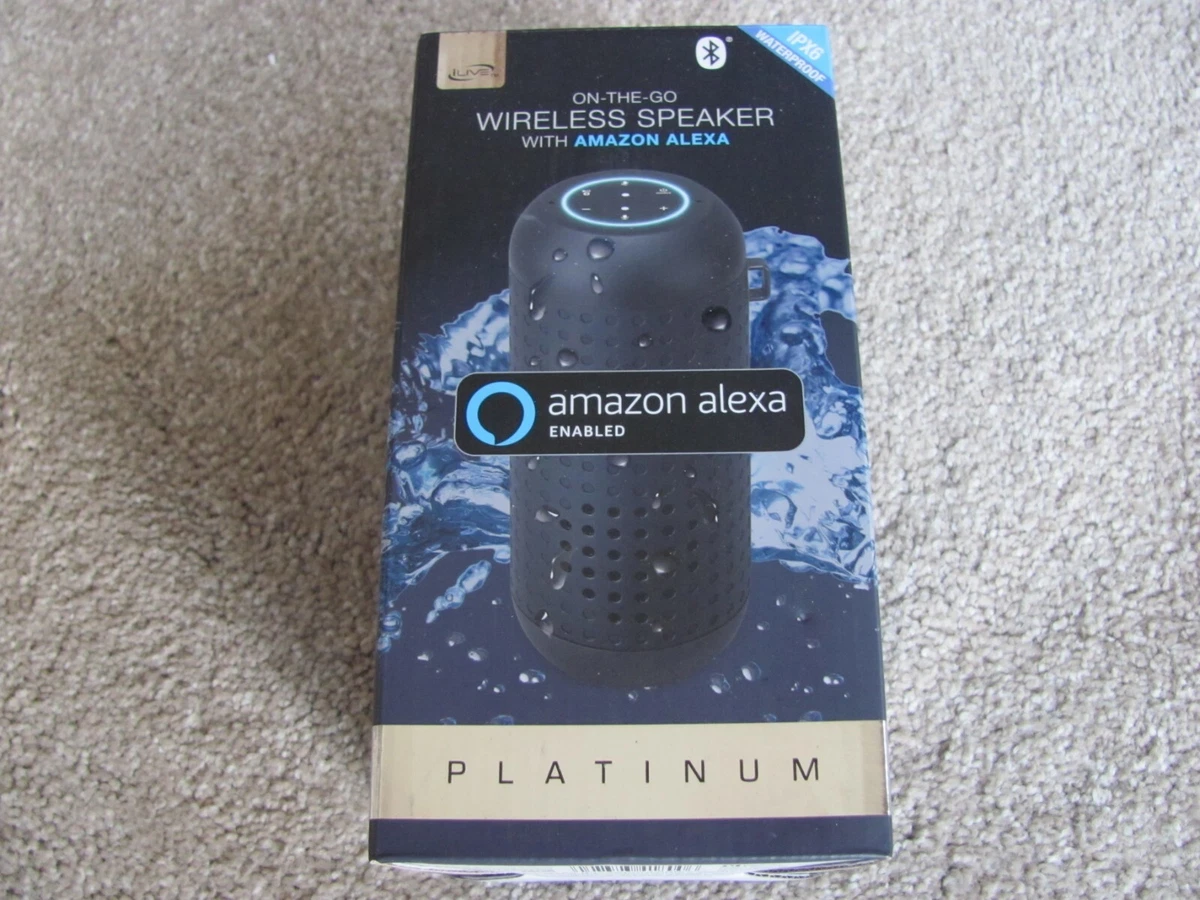 iLIVE
IPX6
WATERPROOF
ON-THE-GO
WIRELESS SPEAKER
WITH AMAZON ALEXA
amazon alexa
ENABLED
PLATINUM